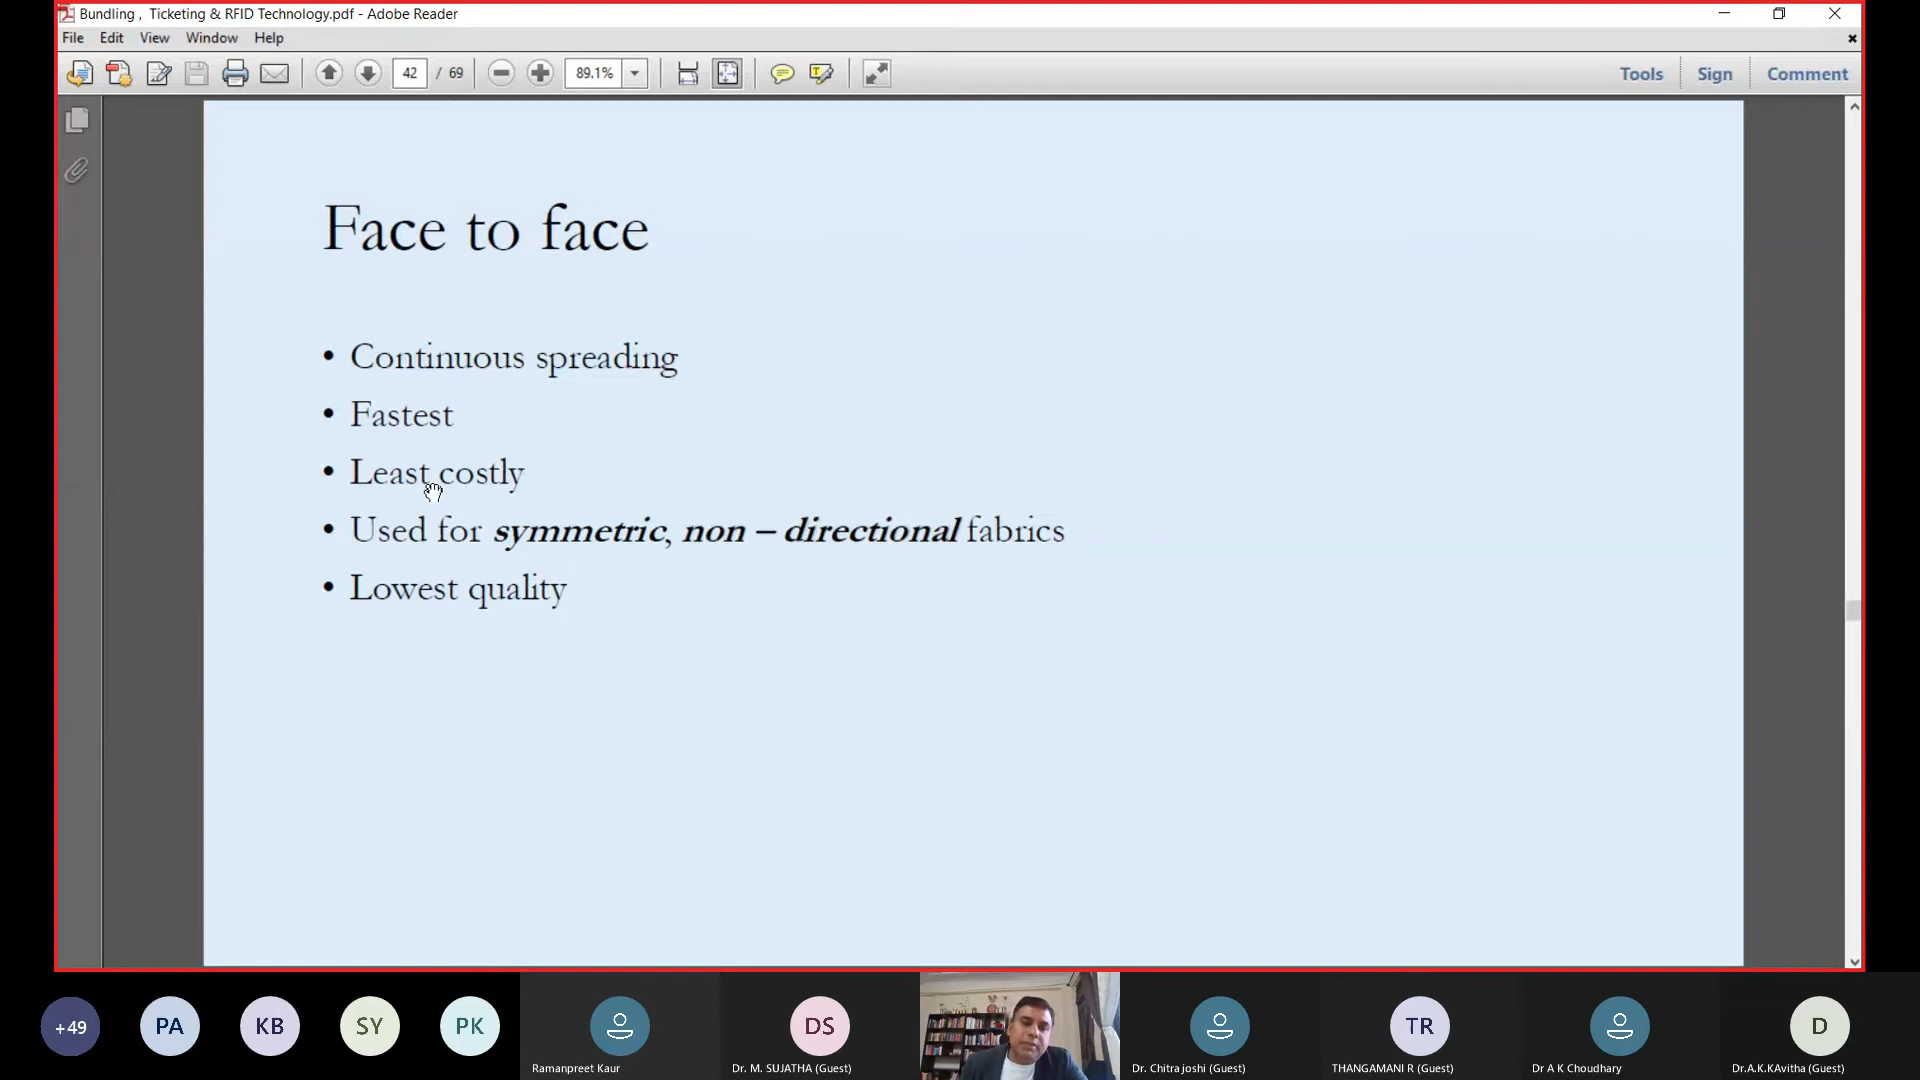 Bundling , Ticketing & RFID Technology.pdf - Adobe Reader
File Edit View Window Help
42 / 69 89.1% Tools Sign Comment
Face to face
• Continuous spreading
• Fastest
• Least costly
• Used for symmetric, non – directional fabrics
• Lowest quality
+49 PA KB SY PK DS TR D
Ramanpreet Kaur Dr. M. SUJATHA (Guest) Dr. Chitra joshi (Guest) THANGAMANI R (Guest) Dr A K Choudhary Dr.A.K.KAvitha (Guest)